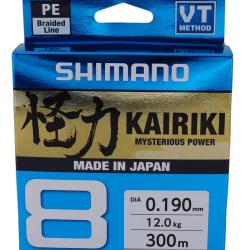 PE
Braided
Line
VT
METHOD
SHIMANO
怪力 KAIRIKI
MYSTERIOUS POWER
MADE IN JAPAN
8
DIA 0.190mm
12.0kg
300m